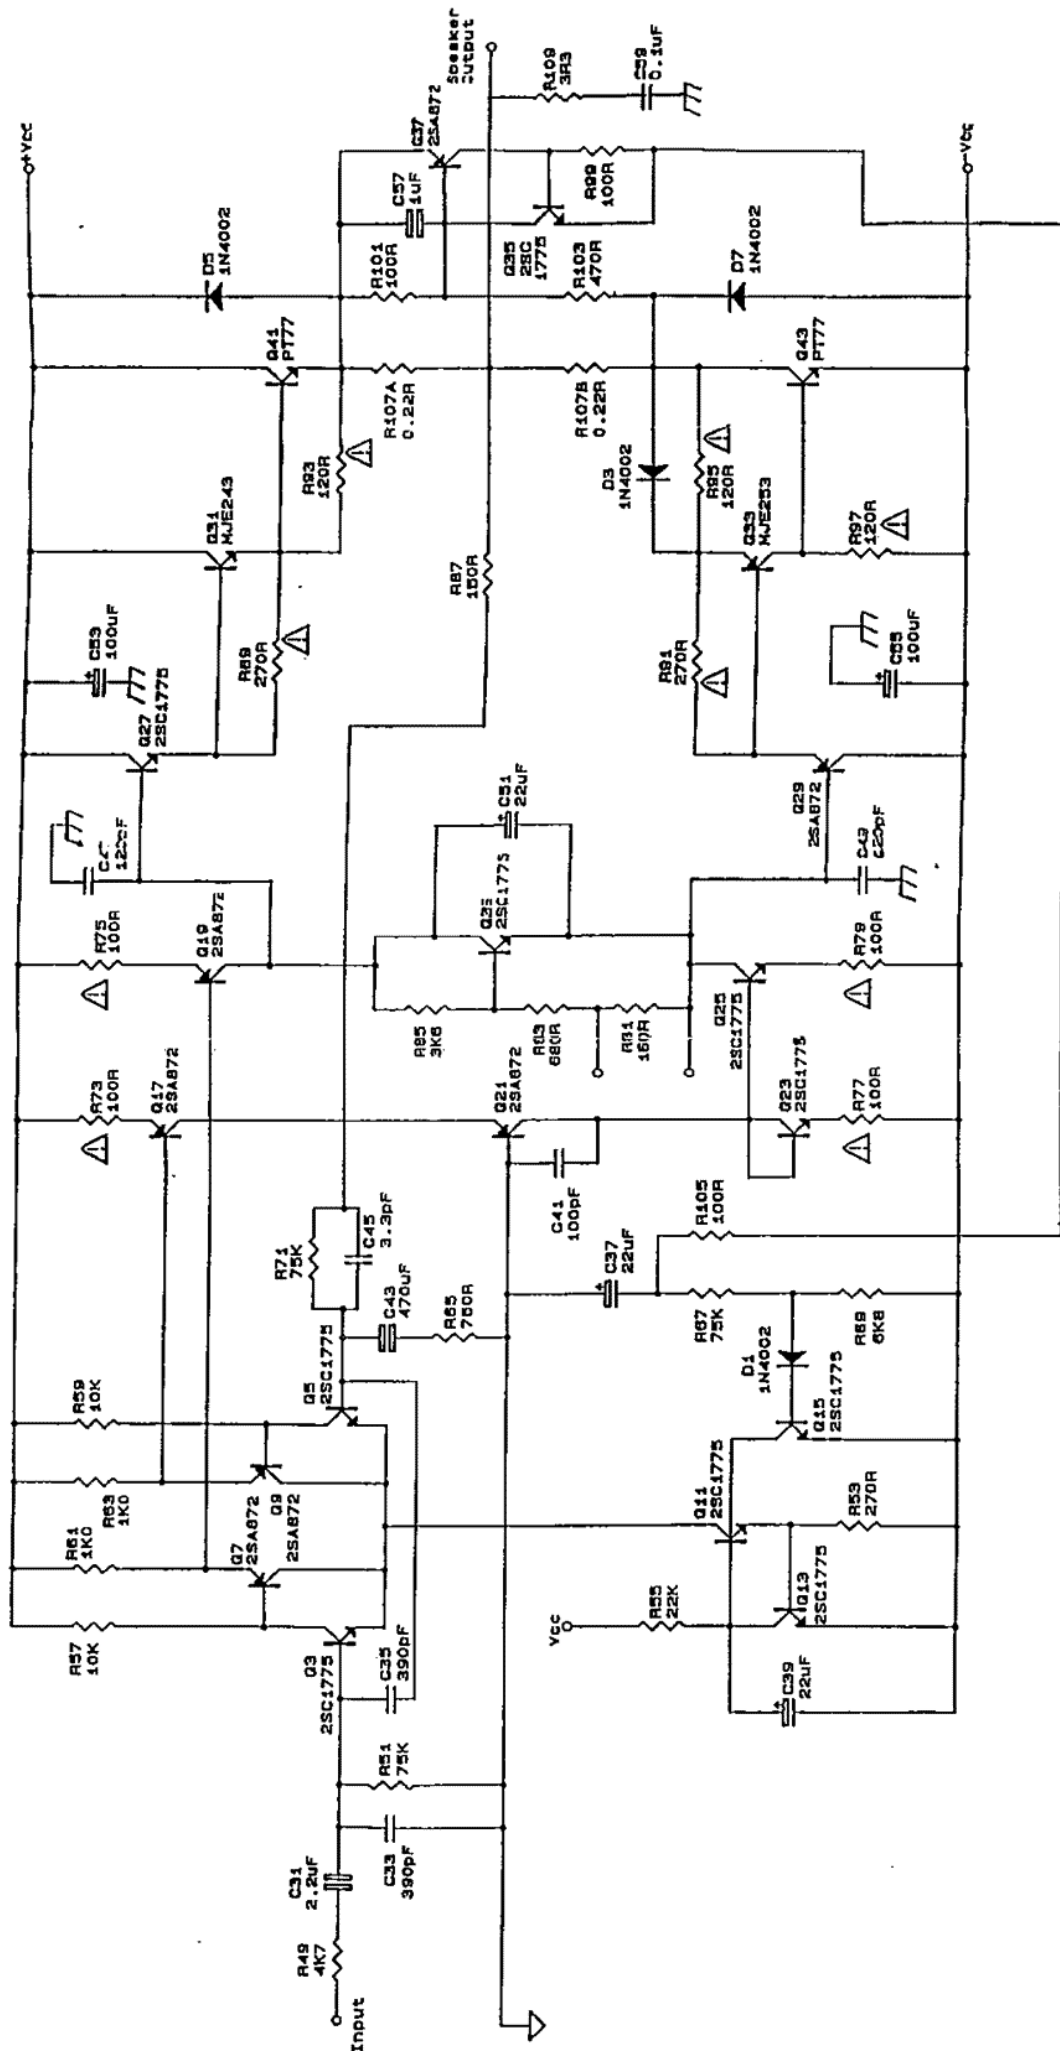 Input
R49
4K7
C31
2.2uF
C33
390pF
R51
75K
C35
390pF
Q3
2SC1775
R57
10K
R61
1K0
Q7
2SA872
Q9
2SA872
R63
1K0
R59
10K
Q5
2SC1775
C43
470uF
R65
750R
R71
75K
C45
3.3pF
C39
22uF
Vcc
R55
22K
Q13
2SC1775
Q11
2SC1775
R53
270R
Q15
2SC1775
D1
1N4002
R67
75K
R69
6K8
C37
22uF
R105
100R
R73
100R
Q17
2SA872
Q21
2SA872
C41
100pF
Q23
2SC1775
R77
100R
R75
100R
Q19
2SA872
R85
3K6
R83
680R
R81
2SC1775
C51
22uF
Q25
2SC1775
R79
100R
C49
Q27
2SC1775
Q29
2SA872
C53
100uF
C55
100uF
R89
270R
R91
270R
Q31
MJE243
R87
150R
Q33
MJE253
R97
120R
R93
120R
D3
1N4002
R95
120R
Q41
PT77
R107A
0.22R
R107B
0.22R
Q43
PT77
D5
1N4002
R101
100R
R103
470R
D7
1N4002
C57
1uF
Q35
2SC
1775
Q37
2SA872
R99
100R
R109
3R3
C59
0.1uF
+Vcc
Speaker
Output
-Vcc